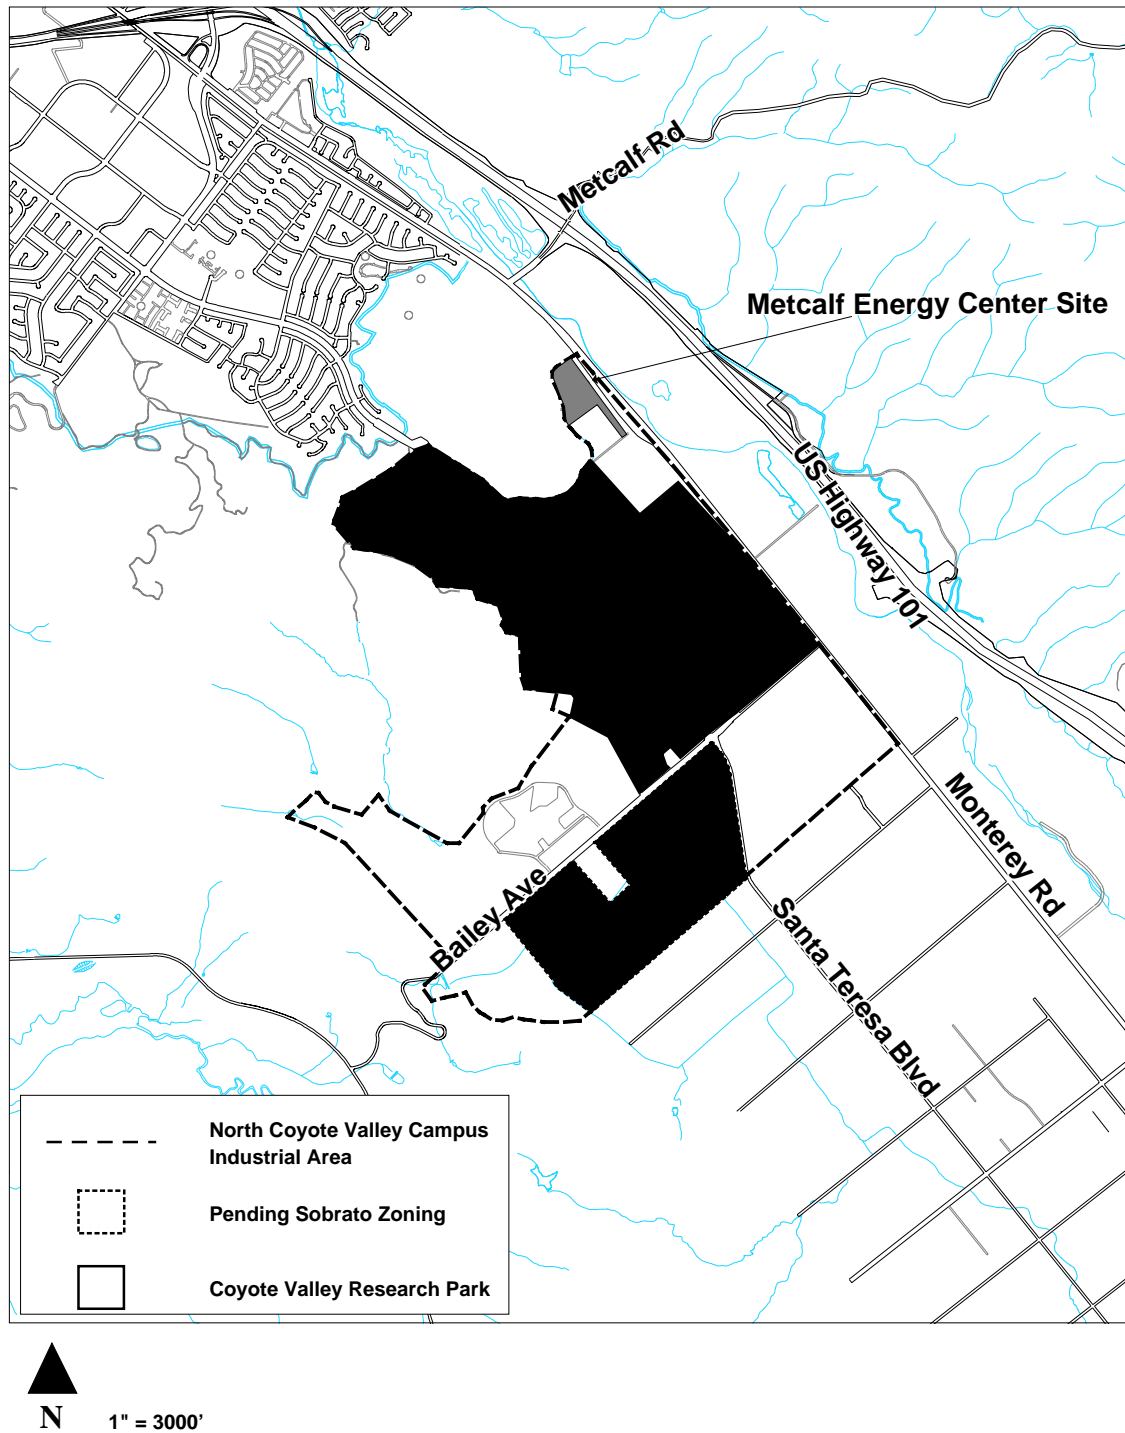 Metcalf Rd
Metcalf Energy Center Site
US Highway 101
Monterey Rd
Bailey Ave
Santa Teresa Blvd
North Coyote Valley Campus
Industrial Area
Pending Sobrato Zoning
Coyote Valley Research Park
N
1" = 3000'